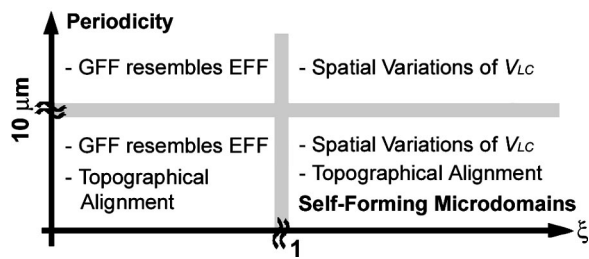 Periodicity
- GFF resembles EFF
- Spatial Variations of VLC
10 μm
- GFF resembles EFF
- Topographical
Alignment
- Spatial Variations of VLC
- Topographical Alignment
Self-Forming Microdomains
1
ξ